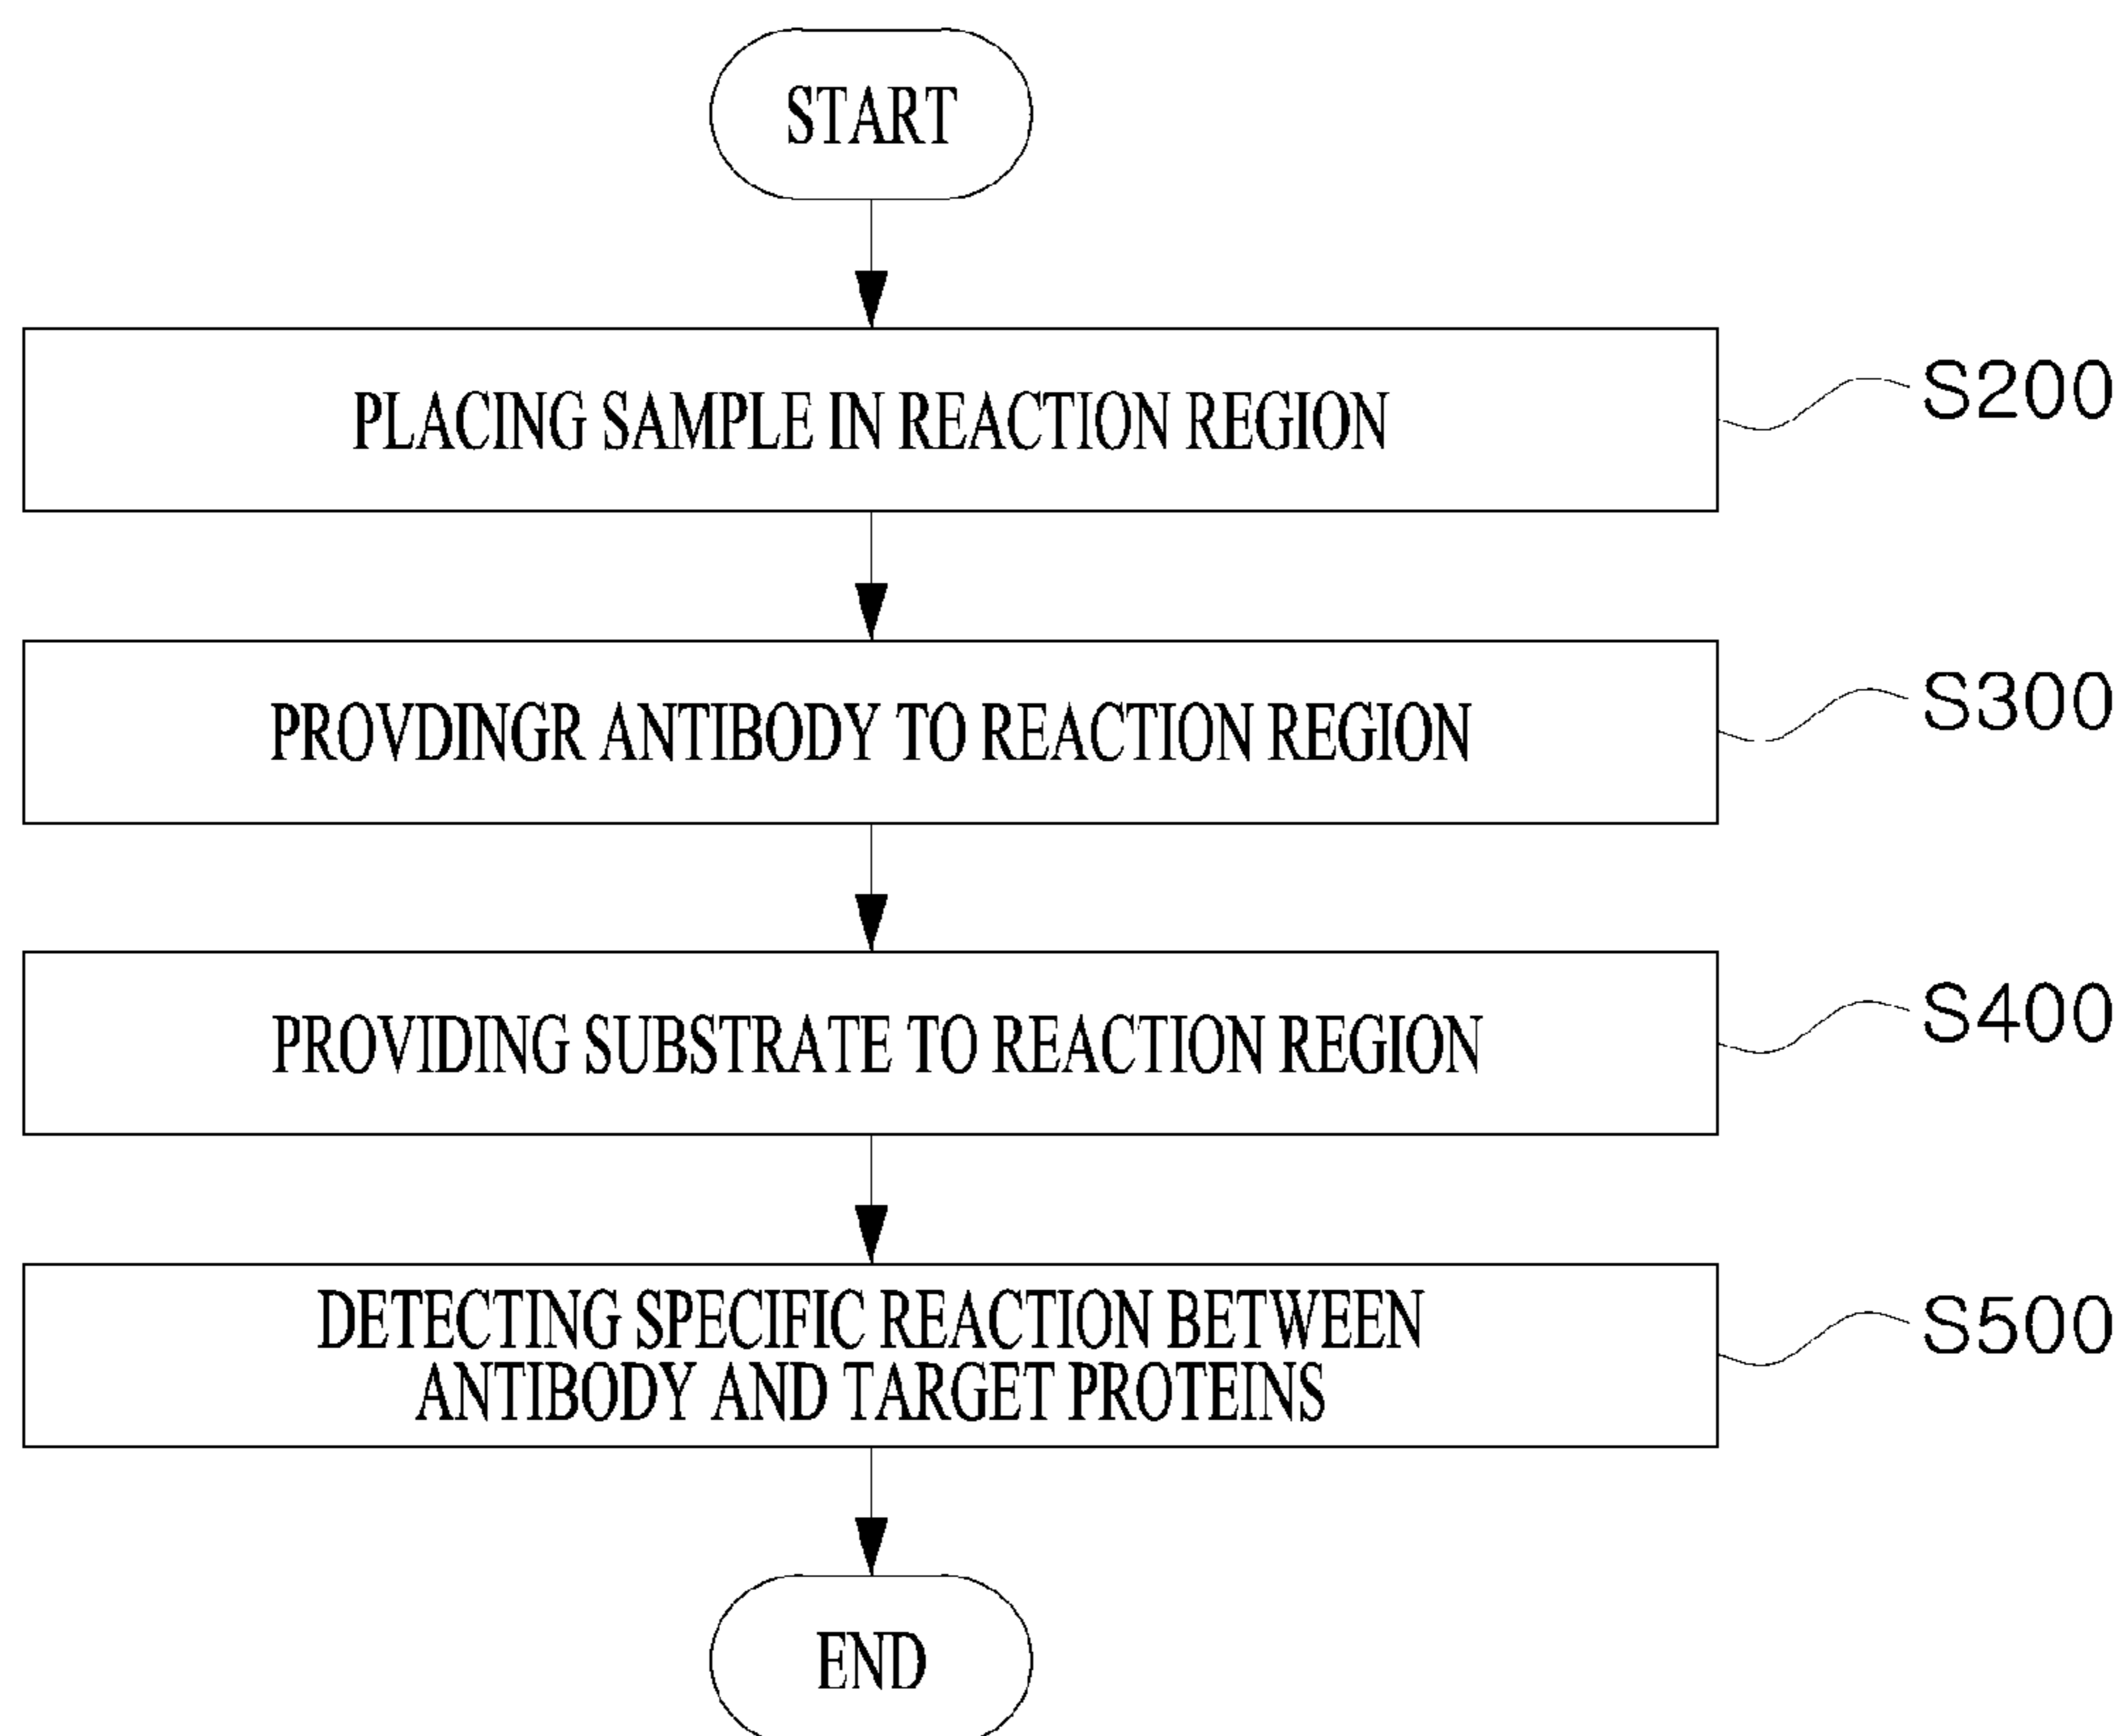 START
PLACING SAMPLE IN REACTION REGION
S200
PROVDINGR ANTIBODY TO REACTION REGION
S300
PROVIDING SUBSTRATE TO REACTION REGION
S400
DETECTING SPECIFIC REACTION BETWEEN
ANTIBODY AND TARGET PROTEINS
S500
END